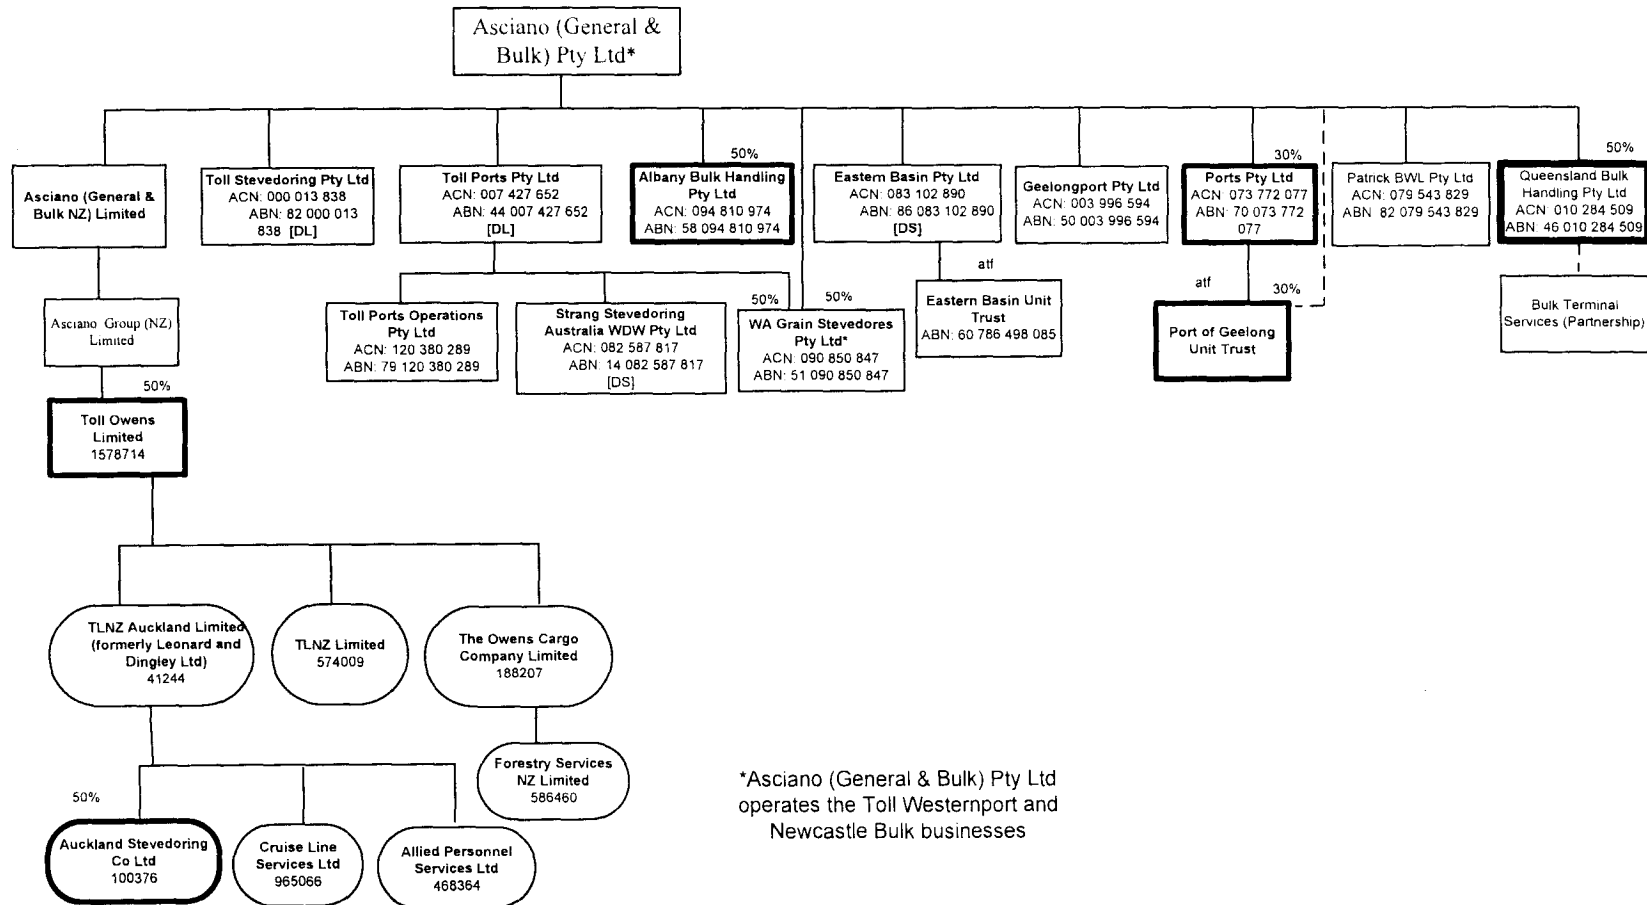 Asciano (General &
Bulk) Pty Ltd*
Asciano (General &
Bulk NZ) Limited
Toll Stevedoring Pty Ltd
ACN: 000 013 838
ABN: 82 000 013
838 [DL]
Toll Ports Pty Ltd
ACN: 007 427 652
ABN: 44 007 427 652
[DL]
50%
Albany Bulk Handling
Pty Ltd
ACN: 094 810 974
ABN: 58 094 810 974
Eastern Basin Pty Ltd
ACN: 083 102 890
ABN: 86 083 102 890
[DS]
Geelongport Pty Ltd
ACN: 003 996 594
ABN: 50 003 996 594
30%
Ports Pty Ltd
ACN: 073 772 077
ABN: 70 073 772
077
Patrick BWL Pty Ltd
ACN: 079 543 829
ABN: 82 079 543 829
50%
Queensland Bulk
Handling Pty Ltd
ACN: 010 284 509
ABN: 46 010 284 509
Asciano Group (NZ)
Limited
Toll Ports Operations
Pty Ltd
ACN: 120 380 289
ABN: 79 120 380 289
Strang Stevedoring
Australia WDW Pty Ltd
ACN: 082 587 817
ABN: 14 082 587 817
[DS]
50%
50%
WA Grain Stevedores
Pty Ltd*
ACN: 090 850 847
ABN: 51 090 850 847
atf
Eastern Basin Unit
Trust
ABN: 60 786 498 085
atf
30%
Port of Geelong
Unit Trust
Bulk Terminal
Services (Partnership)
50%
Toll Owens
Limited
1578714
TLNZ Auckland Limited
(formerly Leonard and
Dingley Ltd)
41244
TLNZ Limited
574009
The Owens Cargo
Company Limited
188207
Forestry Services
NZ Limited
586460
50%
Auckland Stevedoring
Co Ltd
100376
Cruise Line
Services Ltd
965066
Allied Personnel
Services Ltd
468364
*Asciano (General & Bulk) Pty Ltd
operates the Toll Westernport and
Newcastle Bulk businesses